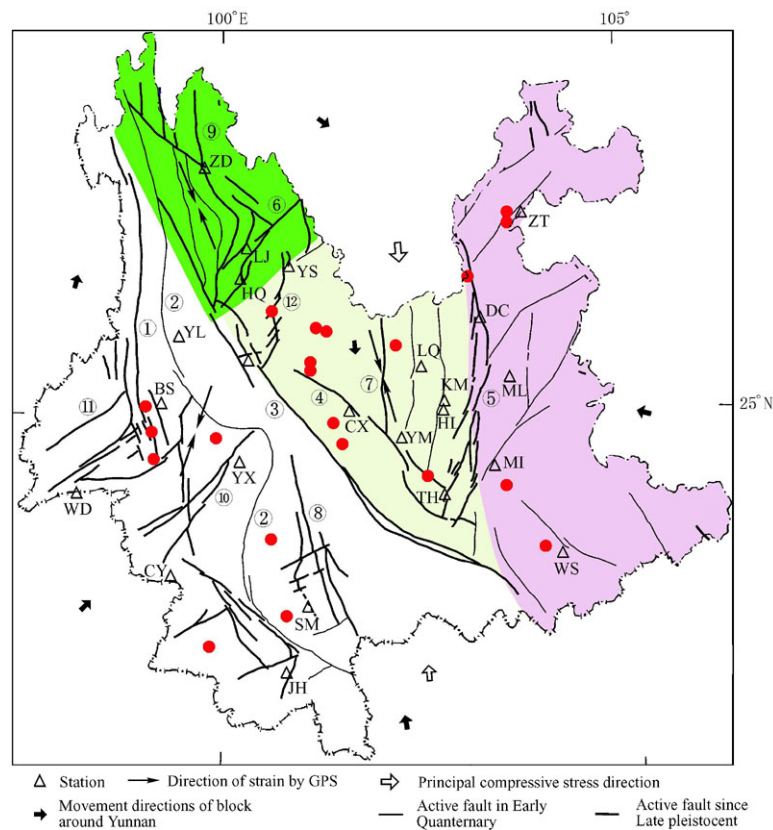 100°E 105°
⑨
ZD
ZT
⑥
LJ
YS
HQ
⑫
②
DC
①
YL
LQ
⑦
ML
⑪
BS
④
KM
⑤
25°
③
CX
HL
YM
MI
YX
WD
⑩
TH
②
⑧
WS
CY
SM
JH
Station
Direction of strain by GPS
Principal compressive stress direction
Movement directions of block
around Yunnan
Active fault in Early
Quanternary
Active fault since
Late pleistocent